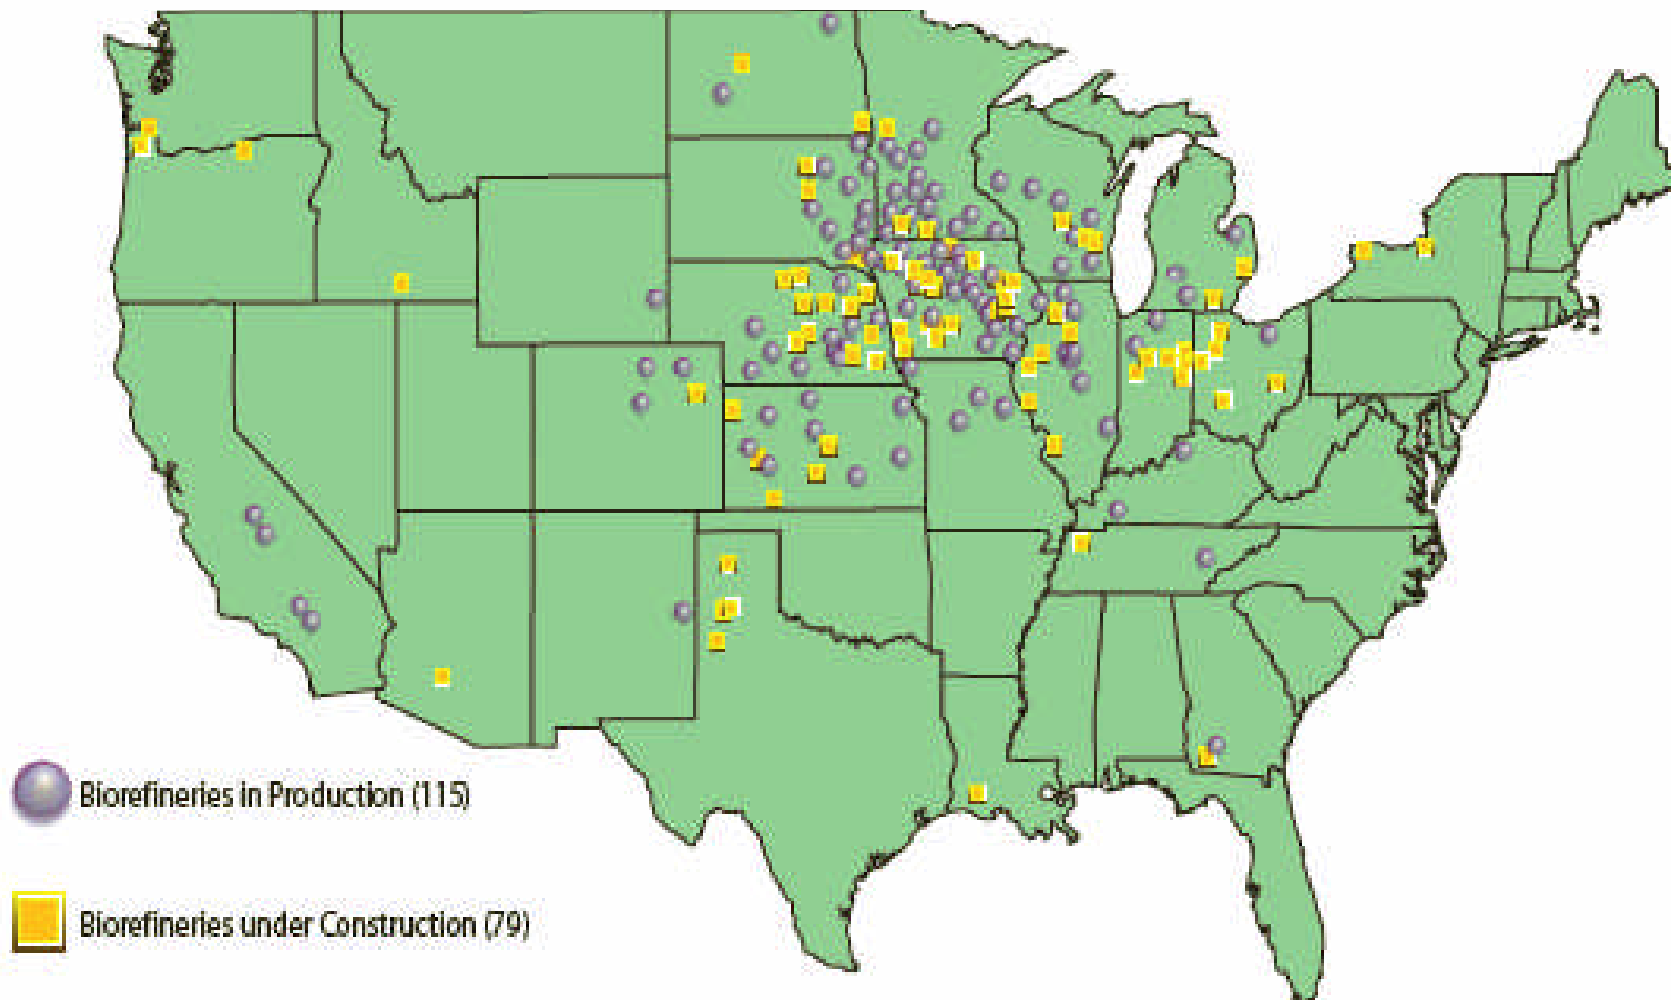 Biorefineries in Production (115)
Biorefineries under Construction (79)